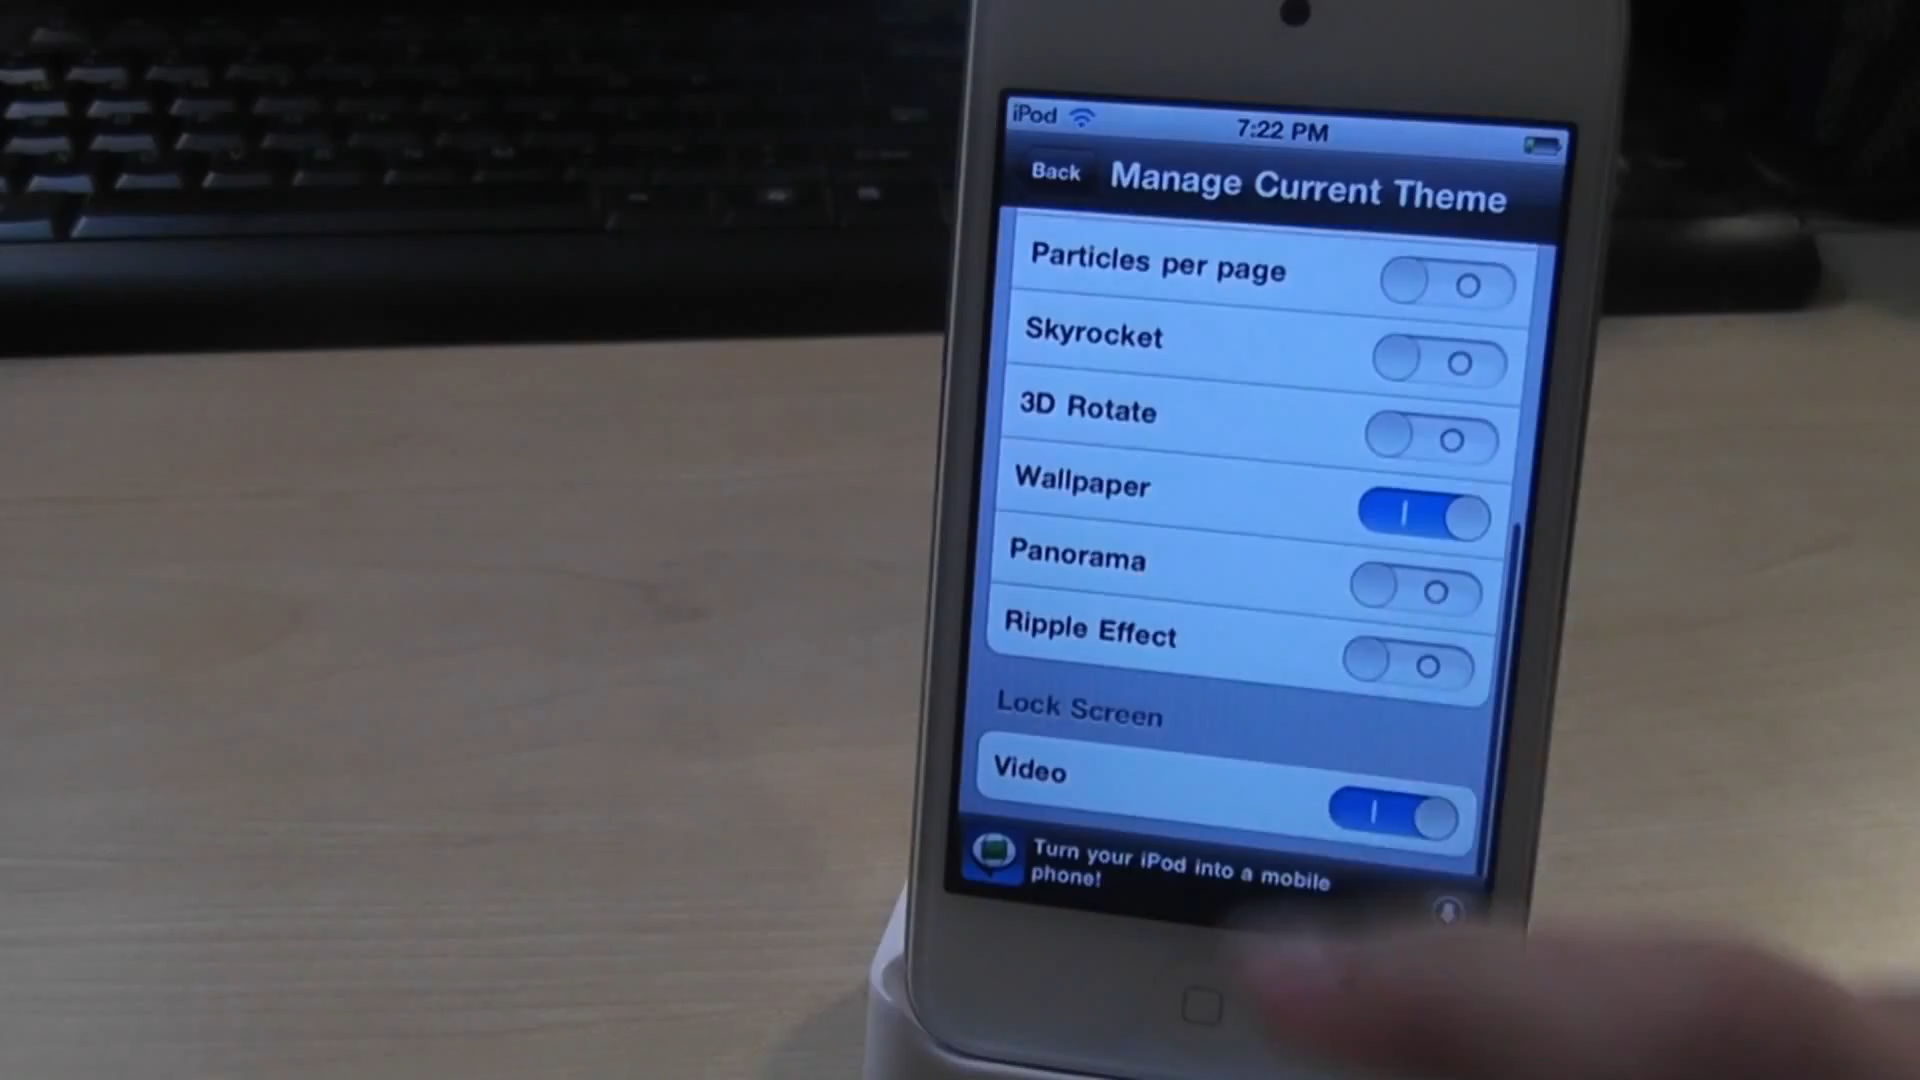 iPod 7:22 PM
Back Manage Current Theme
Particles per page
Skyrocket
3D Rotate
Wallpaper
Panorama
Ripple Effect
Lock Screen
Video
Turn your iPod into a mobile
phone!